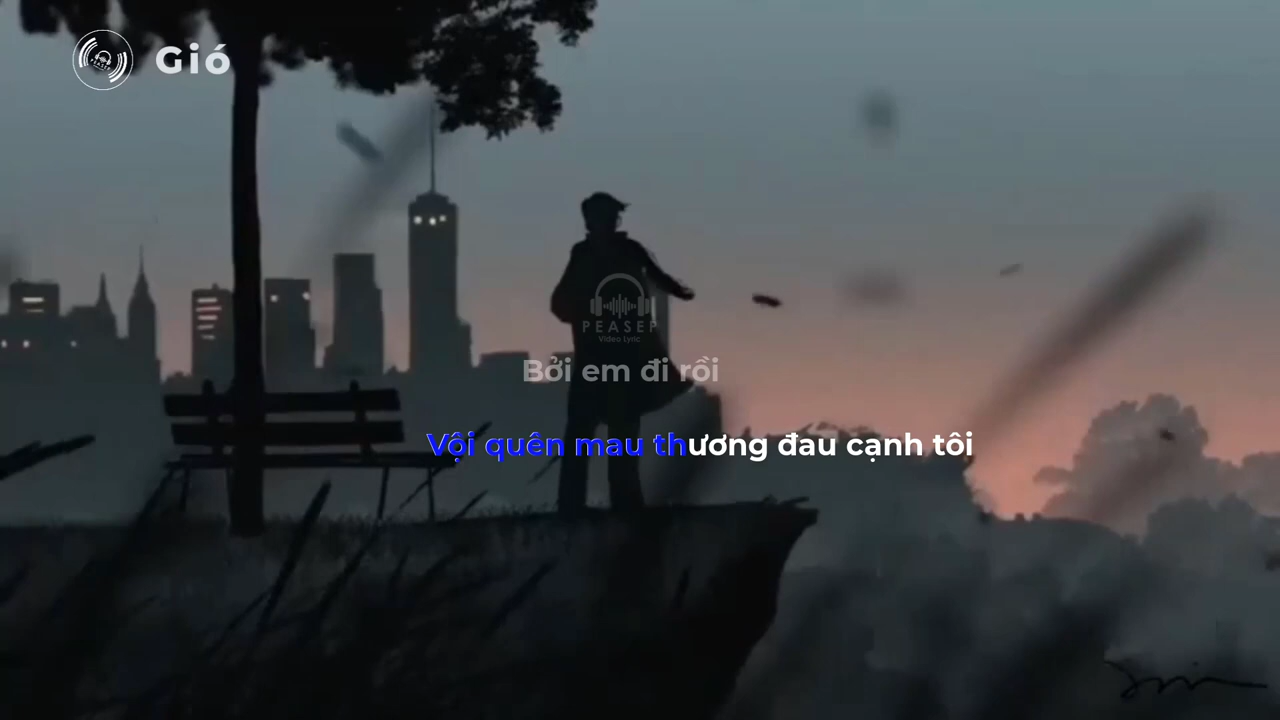 Gió
PEASEP
Video Lyric
Bởi em đi rồi
Vội quên mau thương đau cạnh tôi